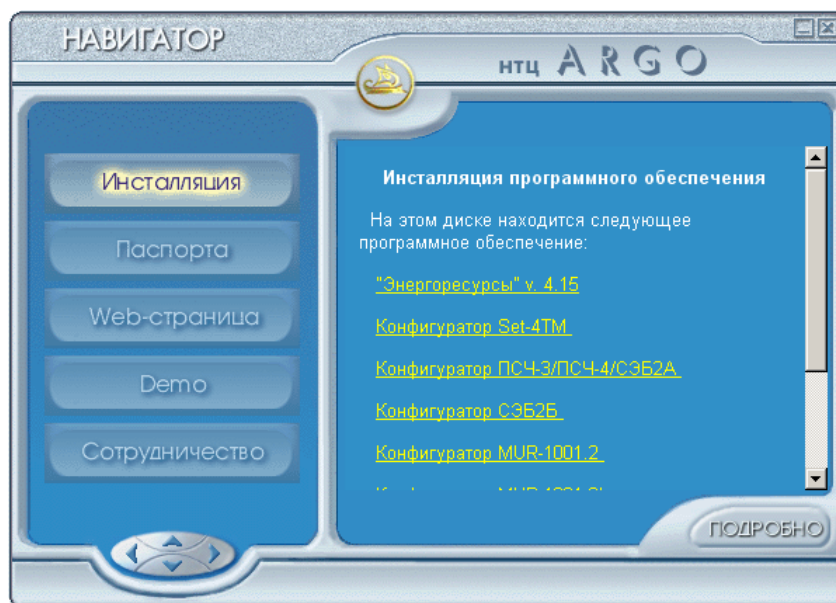 НАВИГАТОР
НТЦ ARGO
Инсталляция
Паспорта
Web-страница
Demo
Сотрудничество
Инсталляция программного обеспечения
На этом диске находится следующее
программное обеспечение:
"Энергоресурсы" v. 4.15
Конфигуратор Set-4TM
Конфигуратор ПСЧ-3/ПСЧ-4/СЭБ2А
Конфигуратор СЭБ2Б
Конфигуратор MUR-1001.2
ПОДРОБНО